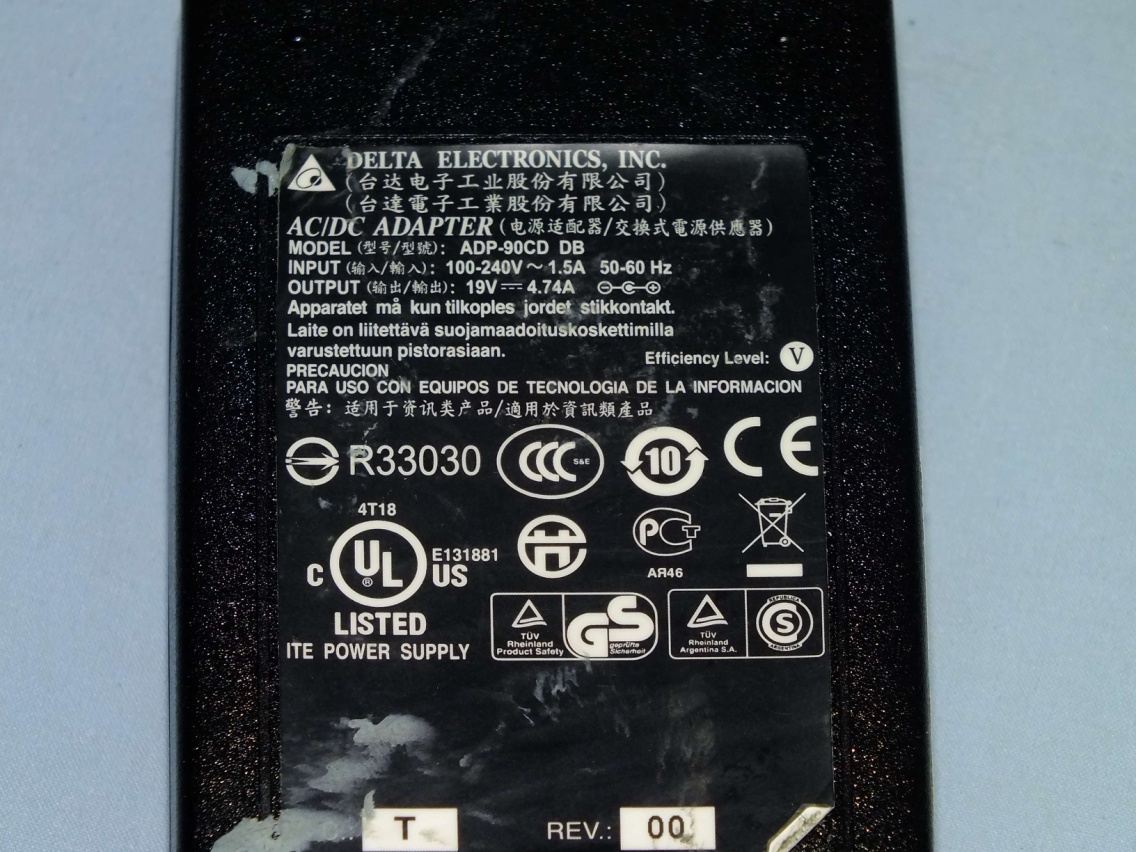 DELTA ELECTRONICS, INC.
(台达电子工业股份有限公司)
(台達電子工業股份有限公司)
AC/DC ADAPTER (电源适配器/交換式電源供應器)
MODEL (型号/型號): ADP-90CD DB
INPUT (输入/輸入): 100-240V ~ 1.5A 50-60 Hz
OUTPUT (输出/輸出): 19V ⎓ 4.74A
Apparatet må kun tilkoples jordet stikkontakt.
Laite on liitettävä suojamaadoituskoskettimilla
varustettuun pistorasiaan.
Efficiency Level: V
PRECAUCION
PARA USO CON EQUIPOS DE TECNOLOGIA DE LA INFORMACION
警告: 适用于资讯类产品/適用於資訊類產品
R33030 CCC S&E 10 CE
4T18
C UL ® US E131881
LISTED
ITE POWER SUPPLY
PCT
АЯ46
TÜV
Rheinland
Product Safety
GS
geprüfte
Sicherheit
TÜV
Rheinland
Argentina S.A.
REPUBLICA
S
ARGENTINA
T REV.: 00